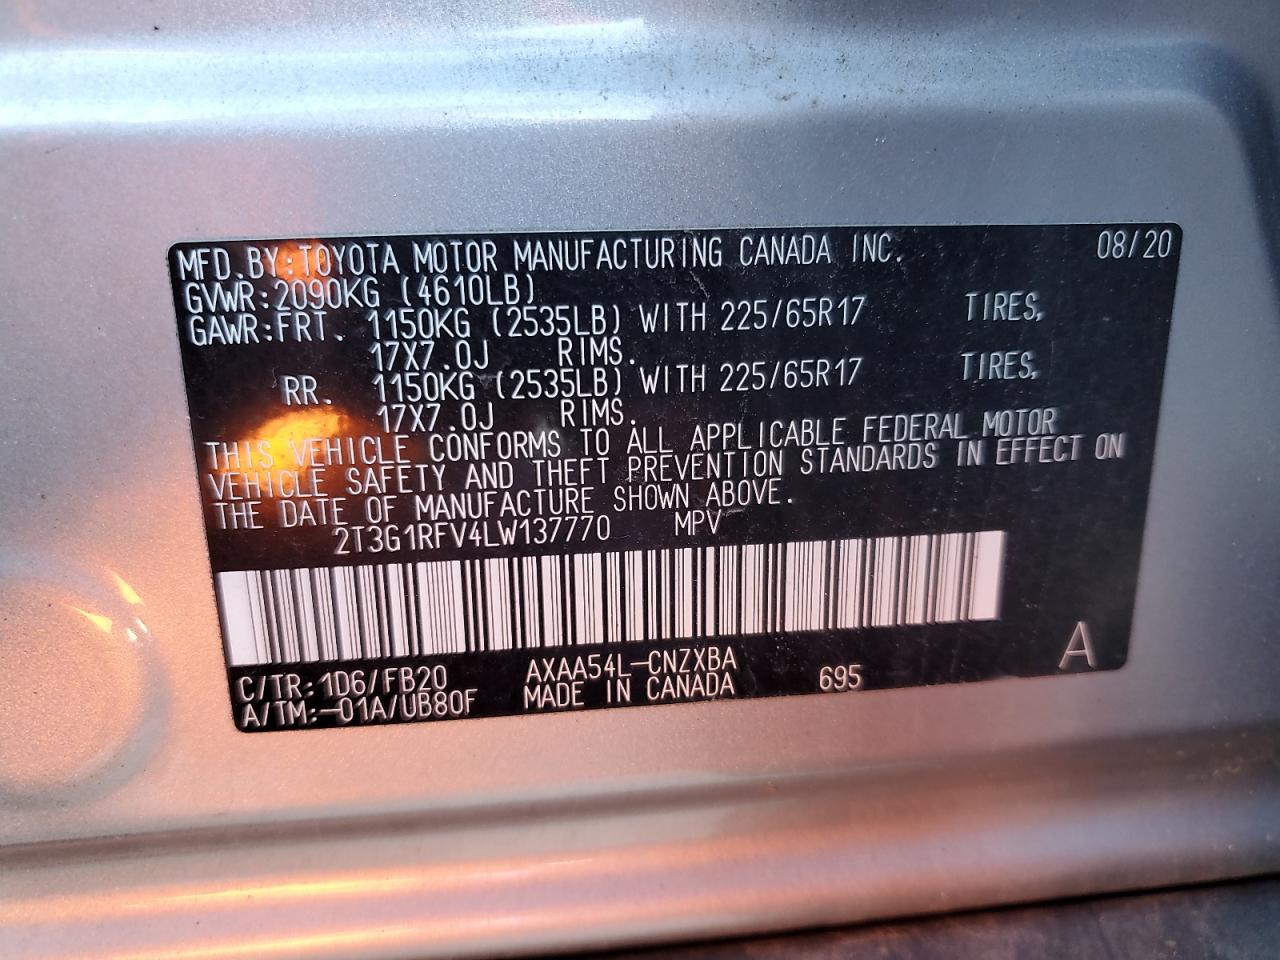 MFD.BY:TOYOTA MOTOR MANUFACTURING CANADA INC. 08/20
GVWR:2090KG (4610LB)
GAWR:FRT. 1150KG (2535LB) WITH 225/65R17 TIRES,
17X7.0J RIMS.
RR. 1150KG (2535LB) WITH 225/65R17 TIRES,
17X7.0J RIMS.
THIS VEHICLE CONFORMS TO ALL APPLICABLE FEDERAL MOTOR
VEHICLE SAFETY AND THEFT PREVENTION STANDARDS IN EFFECT ON
THE DATE OF MANUFACTURE SHOWN ABOVE.
2T3G1RFV4LW137770 MPV
C/TR:1D6/FB20 AXAA54L-CNZXBA
A/TM:-01A/UB80F MADE IN CANADA 695 A